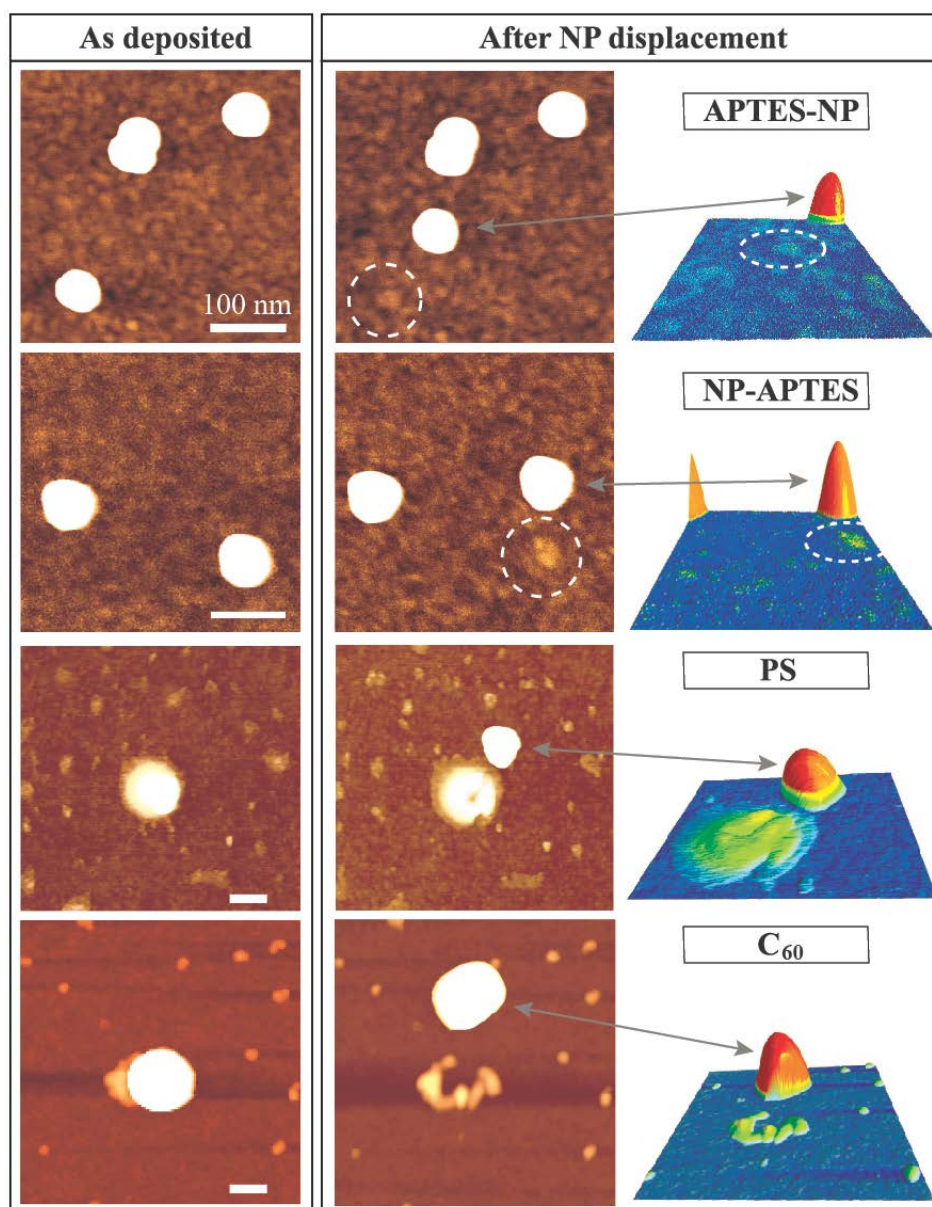 As deposited
After NP displacement
APTES-NP
100 nm
NP-APTES
PS
C₆₀